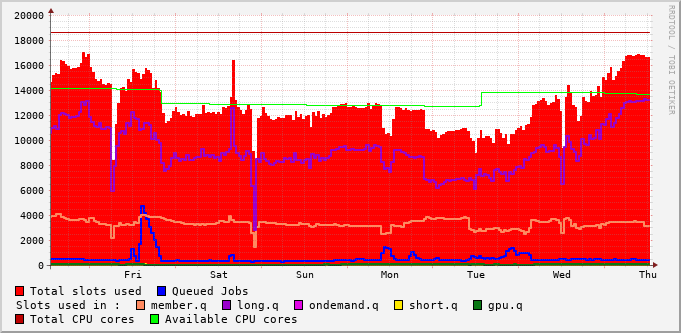 20000
18000
16000
14000
12000
10000
8000
6000
4000
2000
0
Fri Sat Sun Mon Tue Wed Thu
RRDTOOL / TOBI OETIKER
Total slots used Queued Jobs
Slots used in : member.q long.q ondemand.q short.q gpu.q
Total CPU cores Available CPU cores